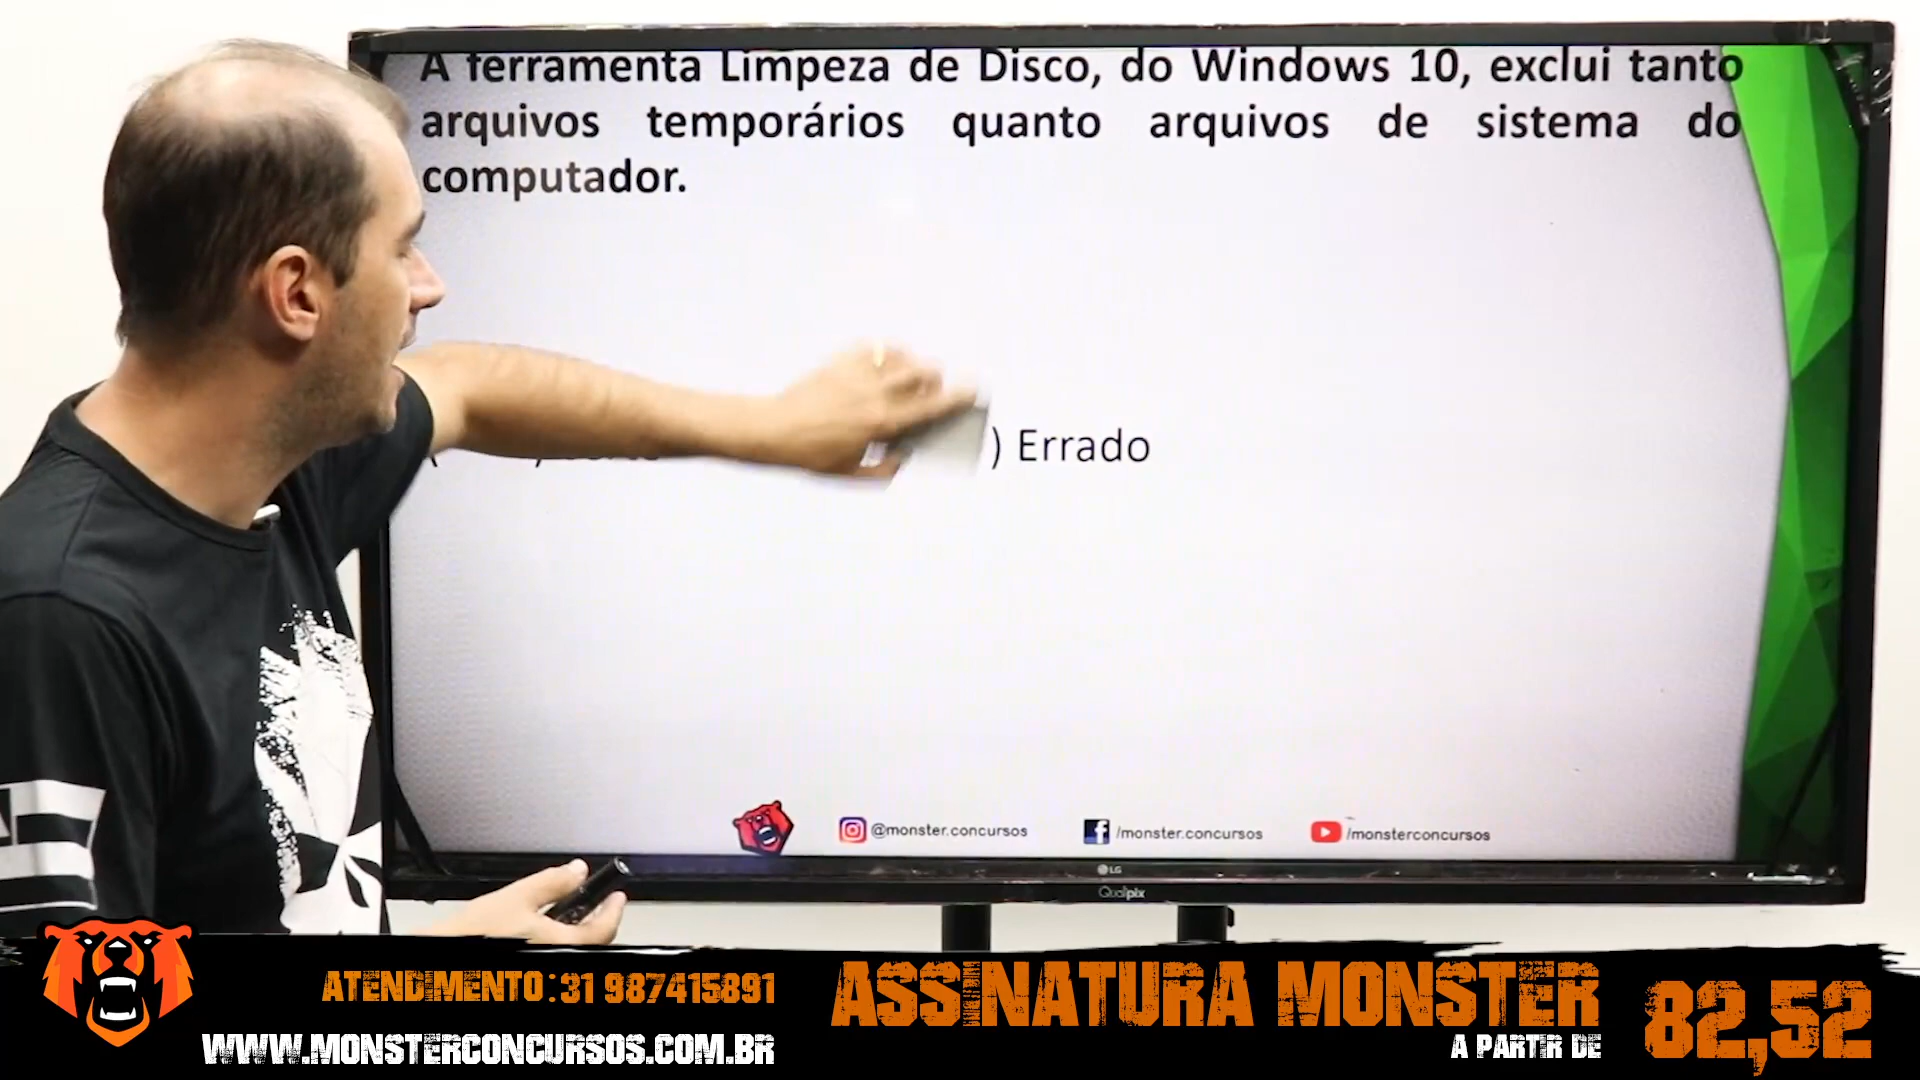 A ferramenta Limpeza de Disco, do Windows 10, exclui tanto
arquivos temporários quanto arquivos de sistema do
computador.
) Errado
@monster.concursos /monster.concursos /monsterconcursos
LG
Qualipix
ATENDIMENTO: 31 987415891
WWW.MONSTERCONCURSOS.COM.BR
ASSINATURA MONSTER
A PARTIR DE
82,52